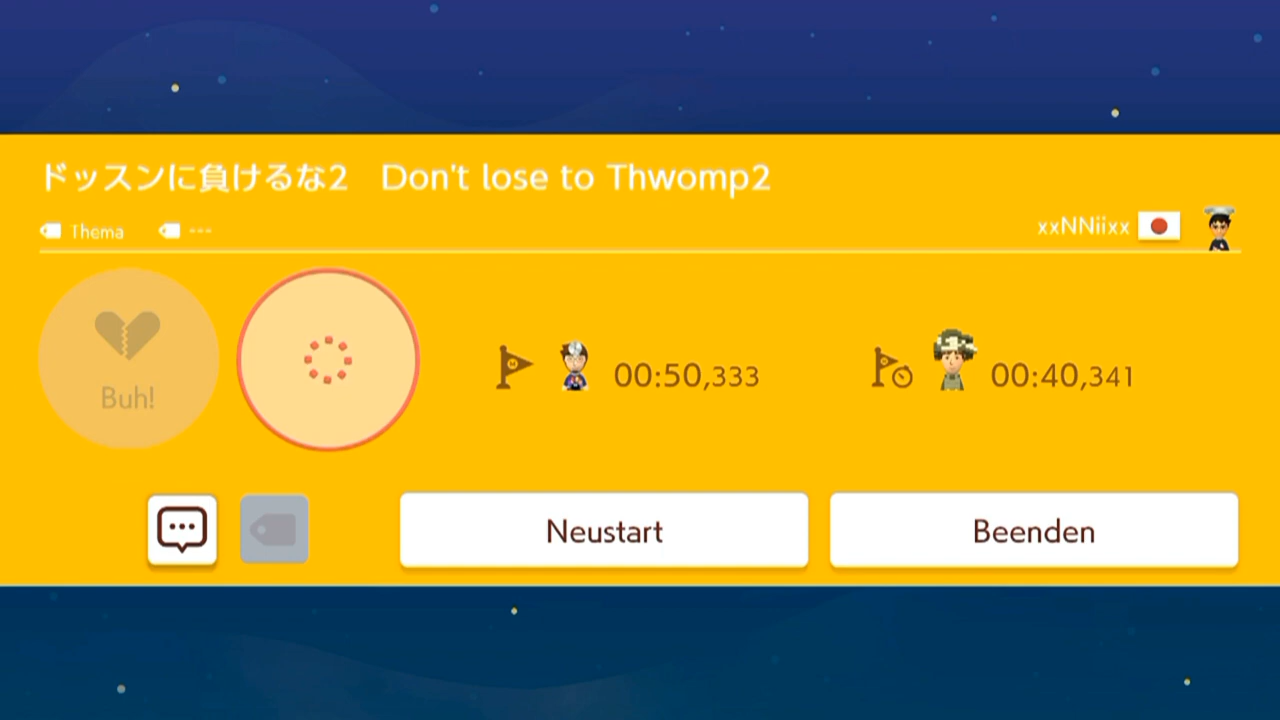 ドッスンに負けるな2 Don't lose to Thwomp2
Thema ---
xxNNiixx
Buh!
00:50,333
00:40,341
Neustart
Beenden